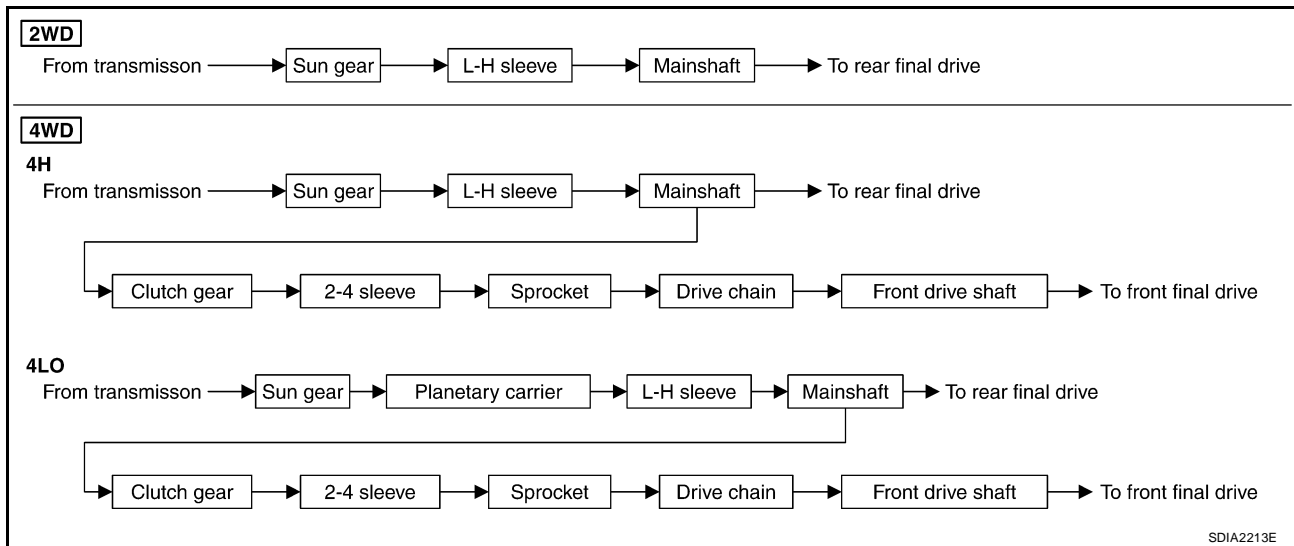 2WD
From transmisson Sun gear L-H sleeve Mainshaft To rear final drive
4WD
4H
From transmisson Sun gear L-H sleeve Mainshaft To rear final drive
Clutch gear 2-4 sleeve Sprocket Drive chain Front drive shaft To front final drive
4LO
From transmisson Sun gear Planetary carrier L-H sleeve Mainshaft To rear final drive
Clutch gear 2-4 sleeve Sprocket Drive chain Front drive shaft To front final drive
SDIA2213E